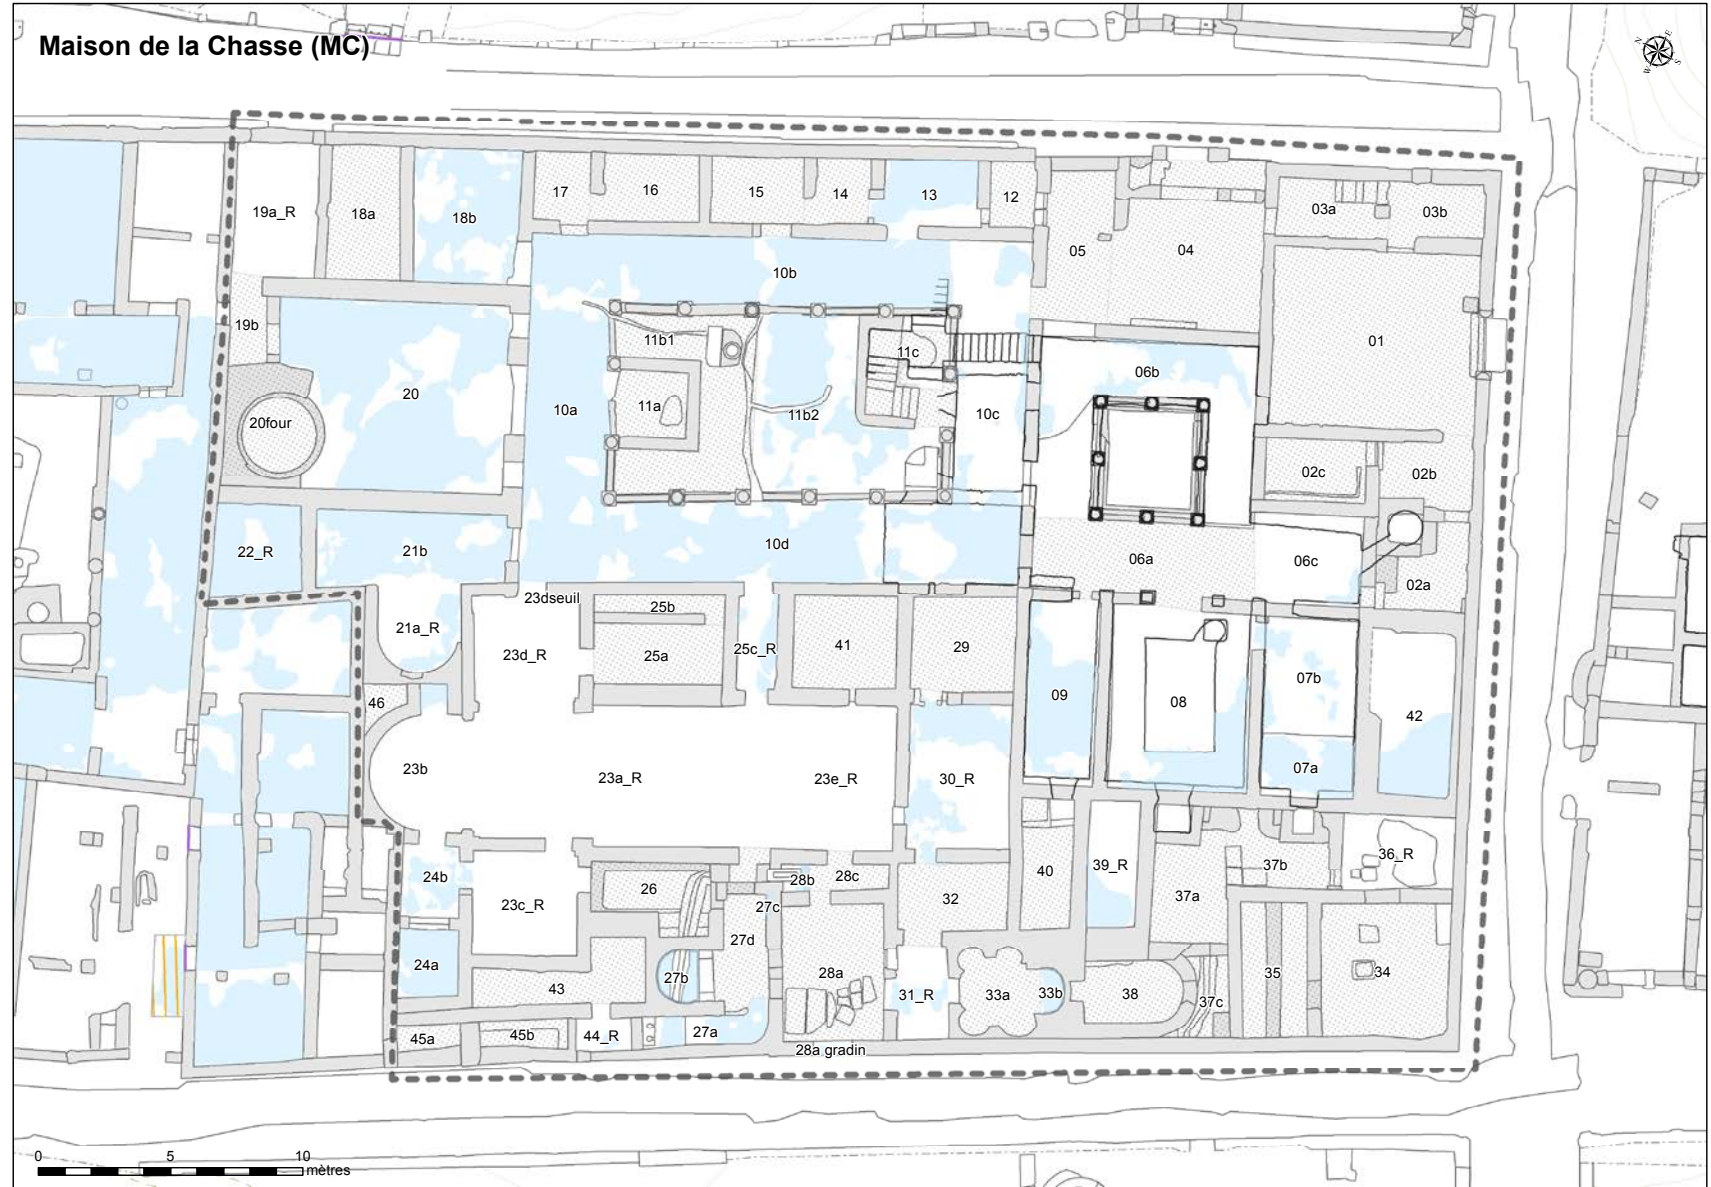 Maison de la Chasse (MC)
N
E
S
W
19a_R
18a
18b
17
16
15
14
13
12
05
04
03a
03b
10b
19b
20
20four
10a
11b1
11a
11b2
11c
10c
06b
01
02c
02b
22_R
21b
10d
06a
06c
02a
23dseuil
21a_R
23d_R
25b
25a
25c_R
41
29
46
09
08
07b
42
23b
23a_R
23e_R
30_R
07a
24b
23c_R
26
28b
28c
27c
32
40
39_R
37a
37b
36_R
24a
43
27b
27d
28a
31_R
33a
33b
38
37c
35
34
45a
45b
44_R
27a
28a gradin
0
5
10
mètres